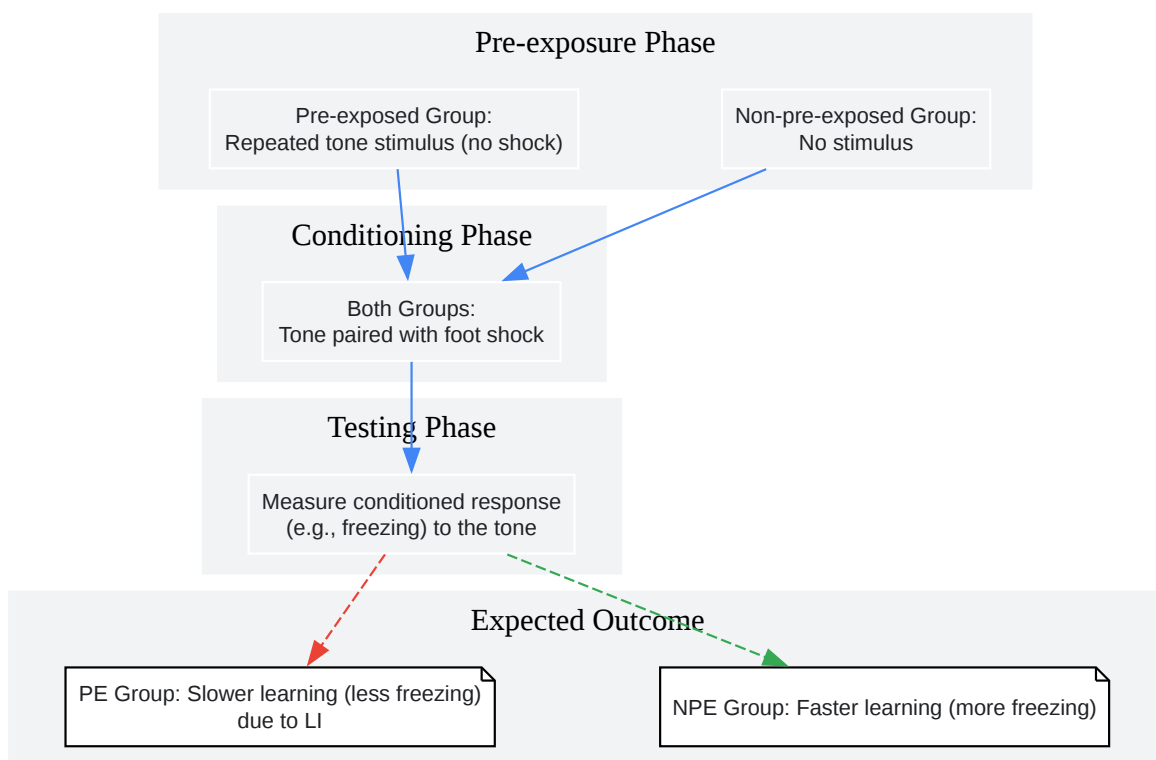 Pre-exposure Phase
Pre-exposed Group:
Repeated tone stimulus (no shock)
Non-pre-exposed Group:
No stimulus
Conditioning Phase
Both Groups:
Tone paired with foot shock
Testing Phase
Measure conditioned response
(e.g., freezing) to the tone
Expected Outcome
PE Group: Slower learning (less freezing)
due to LI
NPE Group: Faster learning (more freezing)